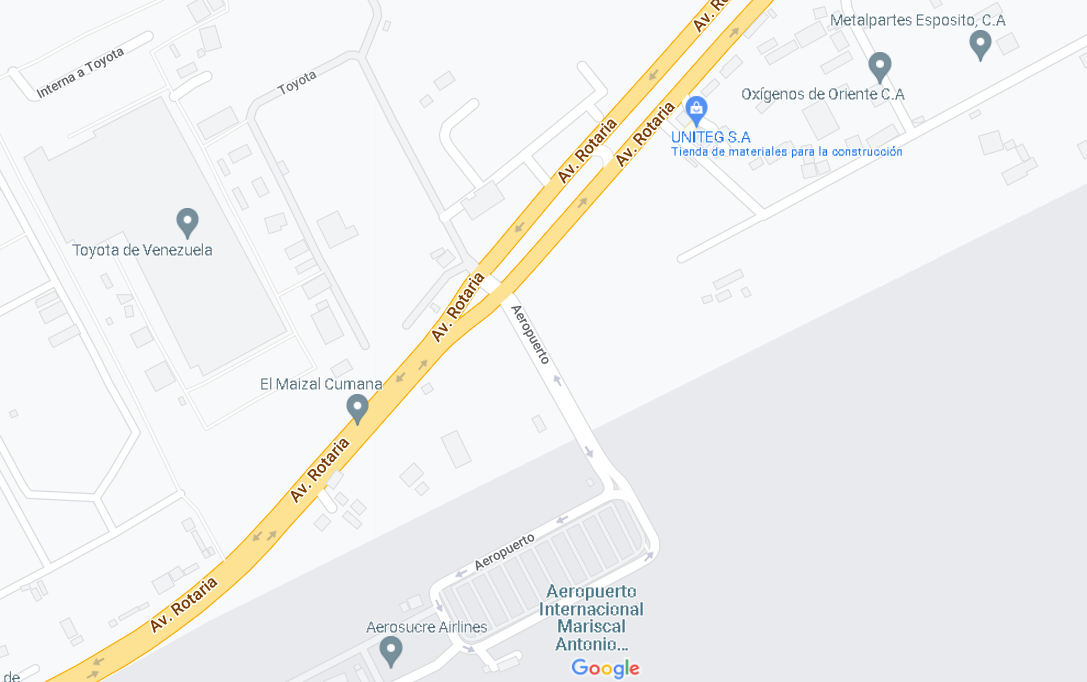 Av. Rotaria
Metalpartes Esposito, C.A
Interna a Toyota
Toyota
Oxígenos de Oriente C.A
Av. Rotaria
Av. Rotaria
UNITEG S.A
Tienda de materiales para la construcción
Toyota de Venezuela
Av. Rotaria
Aeropuerto
El Maizal Cumana
Av. Rotaria
Aeropuerto
Av. Rotaria
Aeropuerto
Internacional
Mariscal
Antonio...
Aerosucre Airlines
Google
de